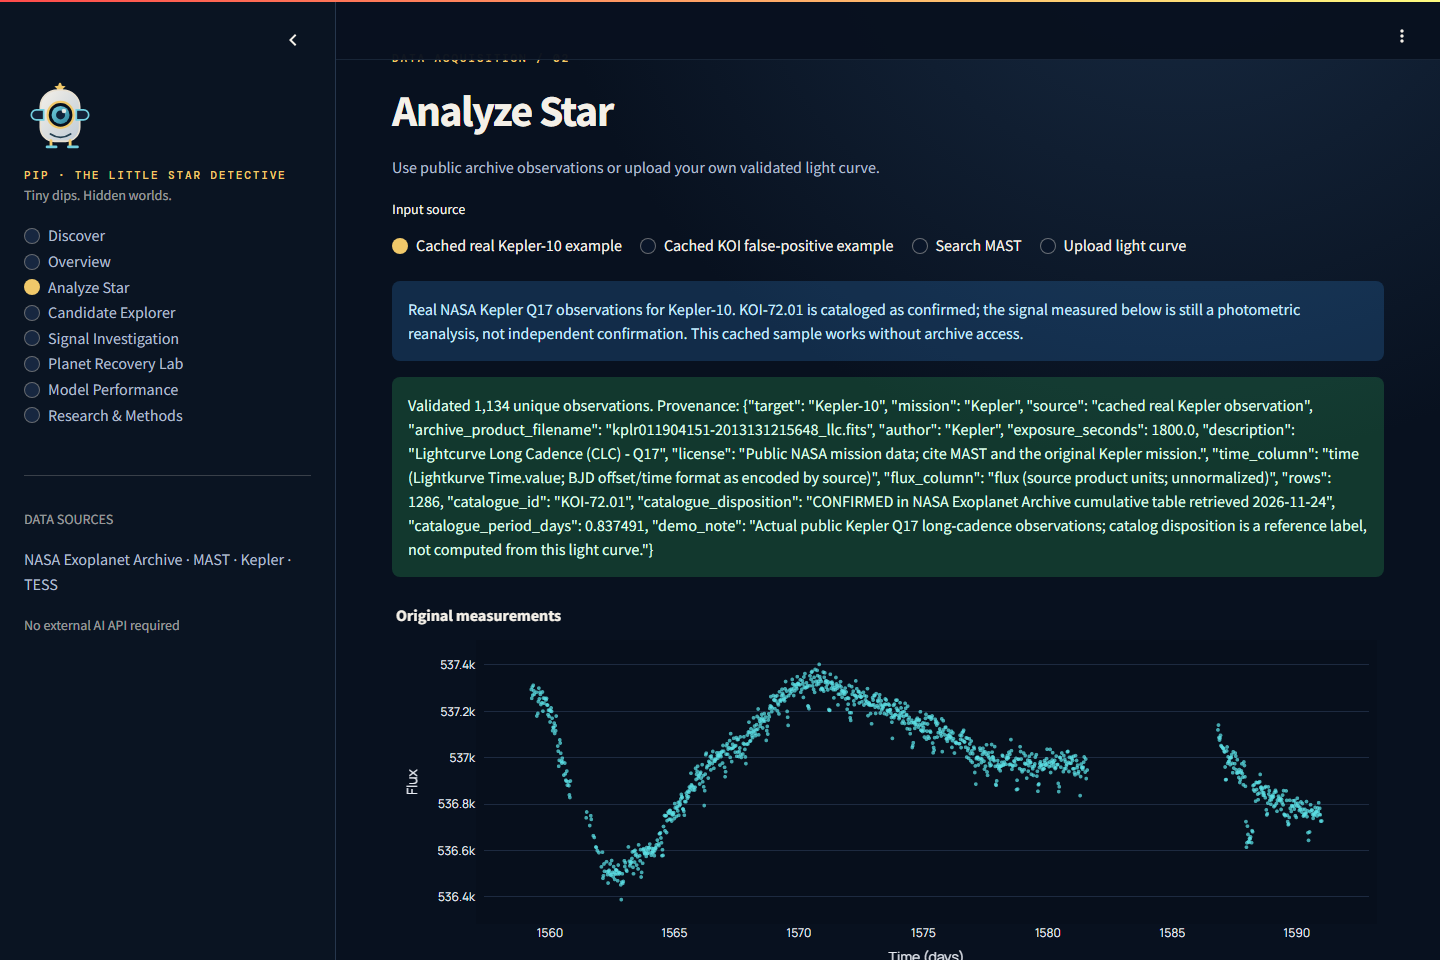 PIP · THE LITTLE STAR DETECTIVE
Tiny dips. Hidden worlds.
Discover
Overview
Analyze Star
Candidate Explorer
Signal Investigation
Planet Recovery Lab
Model Performance
Research & Methods
DATA SOURCES
NASA Exoplanet Archive · MAST · Kepler ·
TESS
No external AI API required
DATA ACQUISITION / 02
Analyze Star
Use public archive observations or upload your own validated light curve.
Input source
Cached real Kepler-10 example
Cached KOI false-positive example
Search MAST
Upload light curve
Real NASA Kepler Q17 observations for Kepler-10. KOI-72.01 is cataloged as confirmed; the signal measured below is still a photometric
reanalysis, not independent confirmation. This cached sample works without archive access.
Validated 1,134 unique observations. Provenance: {"target": "Kepler-10", "mission": "Kepler", "source": "cached real Kepler observation",
"archive_product_filename": "kplr011904151-2013131215648_llc.fits", "author": "Kepler", "exposure_seconds": 1800.0, "description":
"Lightcurve Long Cadence (CLC) - Q17", "license": "Public NASA mission data; cite MAST and the original Kepler mission.", "time_column": "time
(Lightkurve Time.value; BJD offset/time format as encoded by source)", "flux_column": "flux (source product units; unnormalized)", "rows":
1286, "catalogue_id": "KOI-72.01", "catalogue_disposition": "CONFIRMED in NASA Exoplanet Archive cumulative table retrieved 2026-11-24",
"catalogue_period_days": 0.837491, "demo_note": "Actual public Kepler Q17 long-cadence observations; catalog disposition is a reference label,
not computed from this light curve."}
Original measurements
537.4k
537.2k
537k
536.8k
536.6k
536.4k
Flux
1560
1565
1570
1575
1580
1585
1590
Time (days)